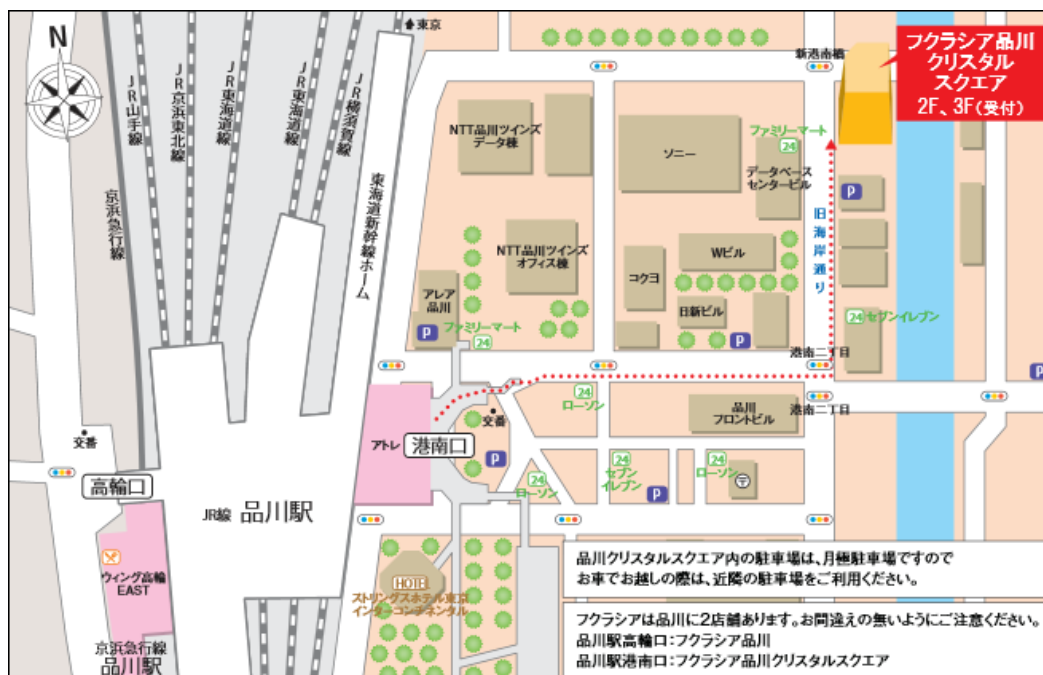 N
東京
JR山手線
JR京浜東北線
JR東海道線
JR東海道線
JR横須賀線
京浜急行線
東海道新幹線ホーム
新港南橋
フクラシア品川
クリスタル
スクエア
2F、3F(受付)
NTT品川ツインズ
データ棟
ソニー
ファミリーマート
24
データベース
センタービル
P
旧海岸通り
NTT品川ツインズ
オフィス棟
Wビル
コクヨ
アレア
品川
日新ビル
P
ファミリーマート
24
P
24
セブンイレブン
港南二丁目
P
24
ローソン
品川
フロントビル
港南二丁目
交番
アトレ
港南口
交番
P
24
ローソン
24
セブン
イレブン
P
24
ローソン
〒
高輪口
JR線 品川駅
ウィング高輪
EAST
HOTEL
ストリングスホテル東京
インターコンチネンタル
京浜急行線
品川駅
品川クリスタルスクエア内の駐車場は、月極駐車場ですので
お車でお越しの際は、近隣の駐車場をご利用ください。
フクラシアは品川に2店舗あります。お間違えの無いようにご注意ください。
品川駅高輪口:フクラシア品川
品川駅港南口:フクラシア品川クリスタルスクエア